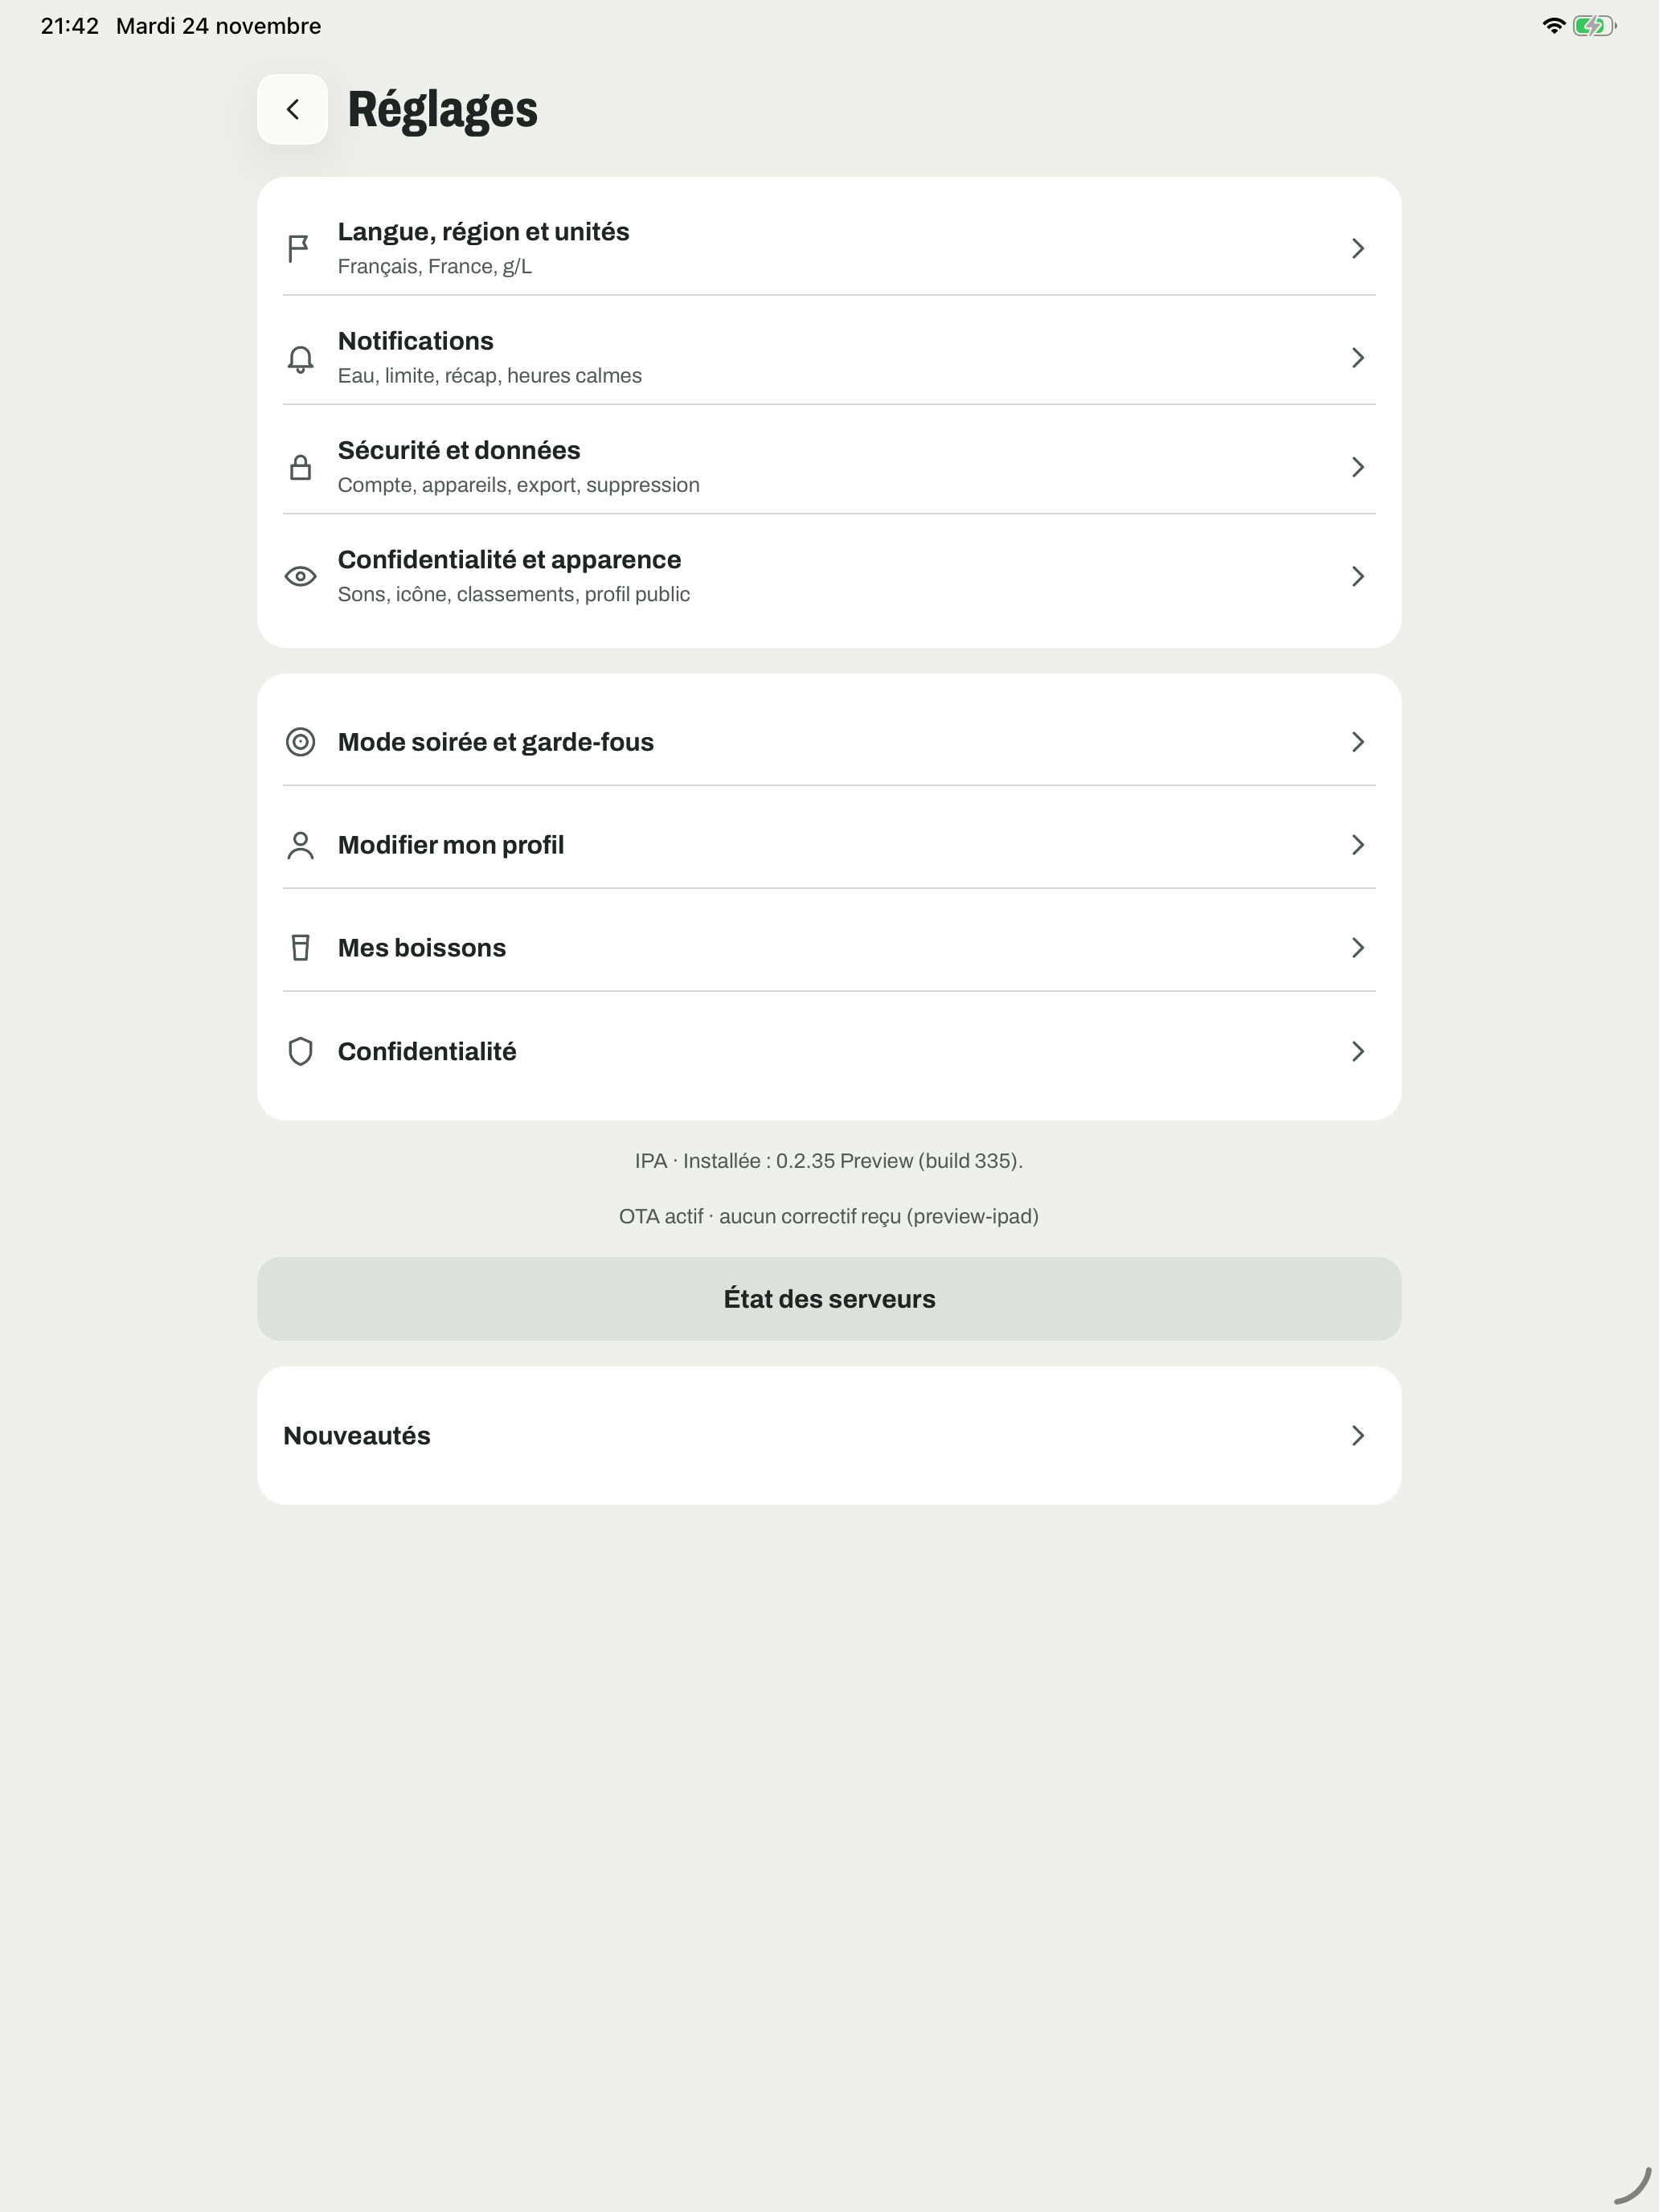 21:42 Mardi 24 novembre
Réglages
Langue, région et unités
Français, France, g/L
Notifications
Eau, limite, récap, heures calmes
Sécurité et données
Compte, appareils, export, suppression
Confidentialité et apparence
Sons, icône, classements, profil public
Mode soirée et garde-fous
Modifier mon profil
Mes boissons
Confidentialité
IPA · Installée : 0.2.35 Preview (build 335).
OTA actif · aucun correctif reçu (preview-ipad)
État des serveurs
Nouveautés